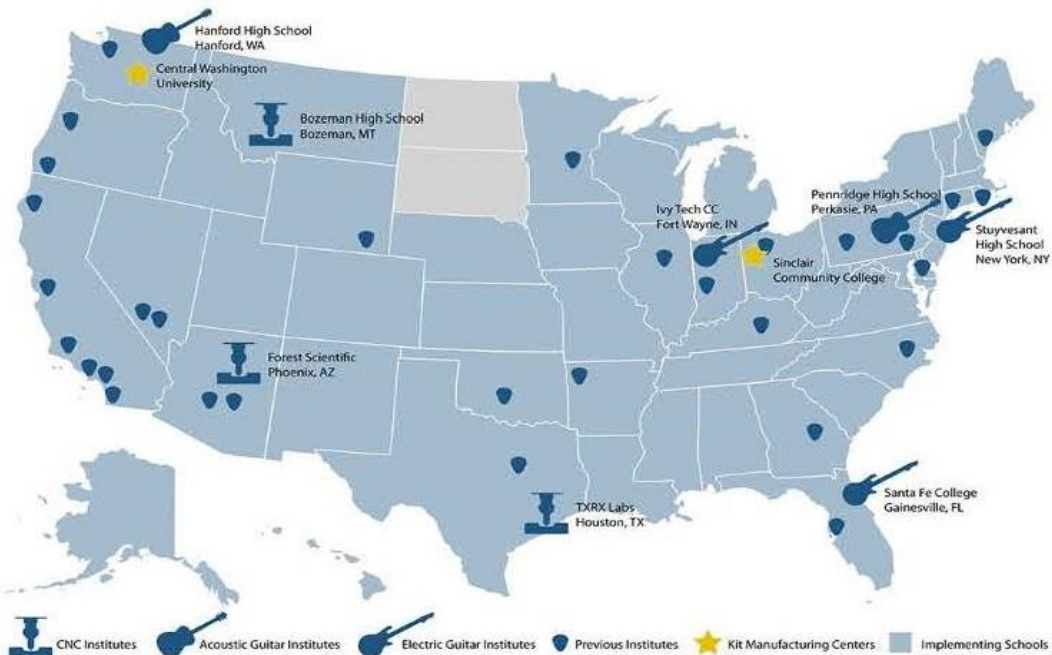 Hanford High School
Hanford, WA
Central Washington
University
Bozeman High School
Bozeman, MT
Pennridge High School
Perkasie, PA
Ivy Tech CC
Fort Wayne, IN
Stuyvesant
High School
New York, NY
Sinclair
Community College
Forest Scientific
Phoenix, AZ
Santa Fe College
Gainesville, FL
TXRX Labs
Houston, TX
CNC Institutes
Acoustic Guitar Institutes
Electric Guitar Institutes
Previous Institutes
Kit Manufacturing Centers
Implementing Schools